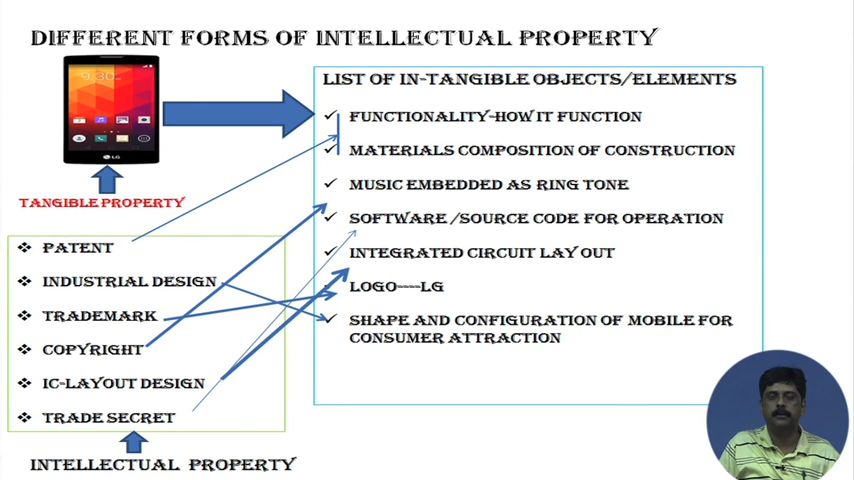 DIFFERENT FORMS OF INTELLECTUAL PROPERTY
9:30
LG
TANGIBLE PROPERTY
LIST OF IN-TANGIBLE OBJECTS/ELEMENTS
FUNCTIONALITY-HOW IT FUNCTION
MATERIALS COMPOSITION OF CONSTRUCTION
MUSIC EMBEDDED AS RING TONE
SOFTWARE /SOURCE CODE FOR OPERATION
INTEGRATED CIRCUIT LAY OUT
LOGO----LG
SHAPE AND CONFIGURATION OF MOBILE FOR
CONSUMER ATTRACTION
PATENT
INDUSTRIAL DESIGN
TRADEMARK
COPYRIGHT
IC-LAYOUT DESIGN
TRADE SECRET
INTELLECTUAL PROPERTY